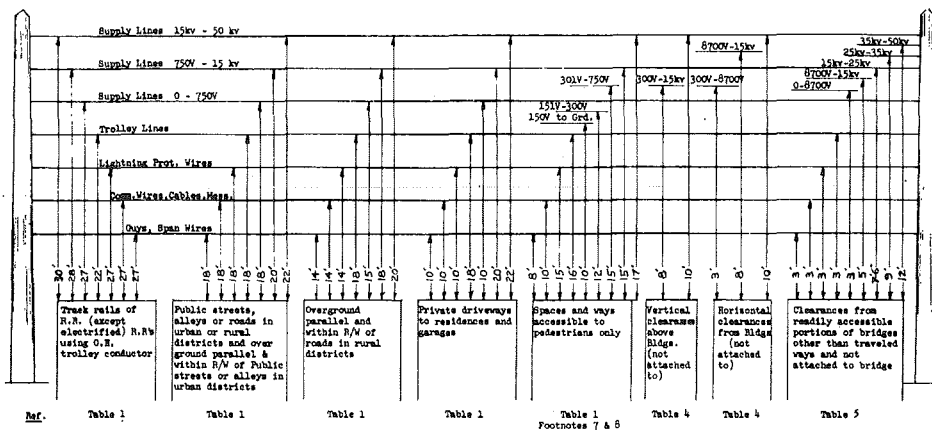 Supply Lines 15kv - 50 kv
35kv-50kv
8700V-15kv
25kv-35kv
Supply Lines 750V - 15 kv
15kv-25kv
301V-750V
300V-15kv
300V-8700V
8700V-15kv
0-8700V
Supply Lines 0 - 750V
151V-300V
150V to Grd.
Trolley Lines
Lightning Prot. Wires
Comm.Wires.Cables.Mess.
Guys, Span Wires
30' 28' 27' 22' 27' 27' 27'
18' 18' 18' 18' 18' 20' 22'
14' 14' 14' 18' 15' 18' 20'
10' 10' 10' 18' 10' 20' 22'
8' 10' 15' 16' 10' 12' 15' 15' 17'
8' 10'
3' 8' 10'
3' 3' 3' 3' 3' 5' 7'6" 9' 12'
Track rails of
R.R. (except
electrified) R.R's
using O.H.
trolley conductor
Public streets,
alleys or roads in
urban or rural
districts and over
ground parallel &
within R/W of Public
streets or alleys in
urban districts
Overground
parallel and
within R/W of
roads in rural
districts
Private driveways
to residences and
garages
Spaces and ways
accessible to
pedestrians only
Vertical
clearances
above
Bldgs.
(not
attached
to)
Horizontal
clearances
from Bldgs
(not
attached
to)
Clearances from
readily accessible
portions of bridges
other than traveled
ways and not
attached to bridge
Ref. Table 1 Table 1 Table 1 Table 1 Table 1 Table 4 Table 4 Table 5
Footnotes 7 & 8